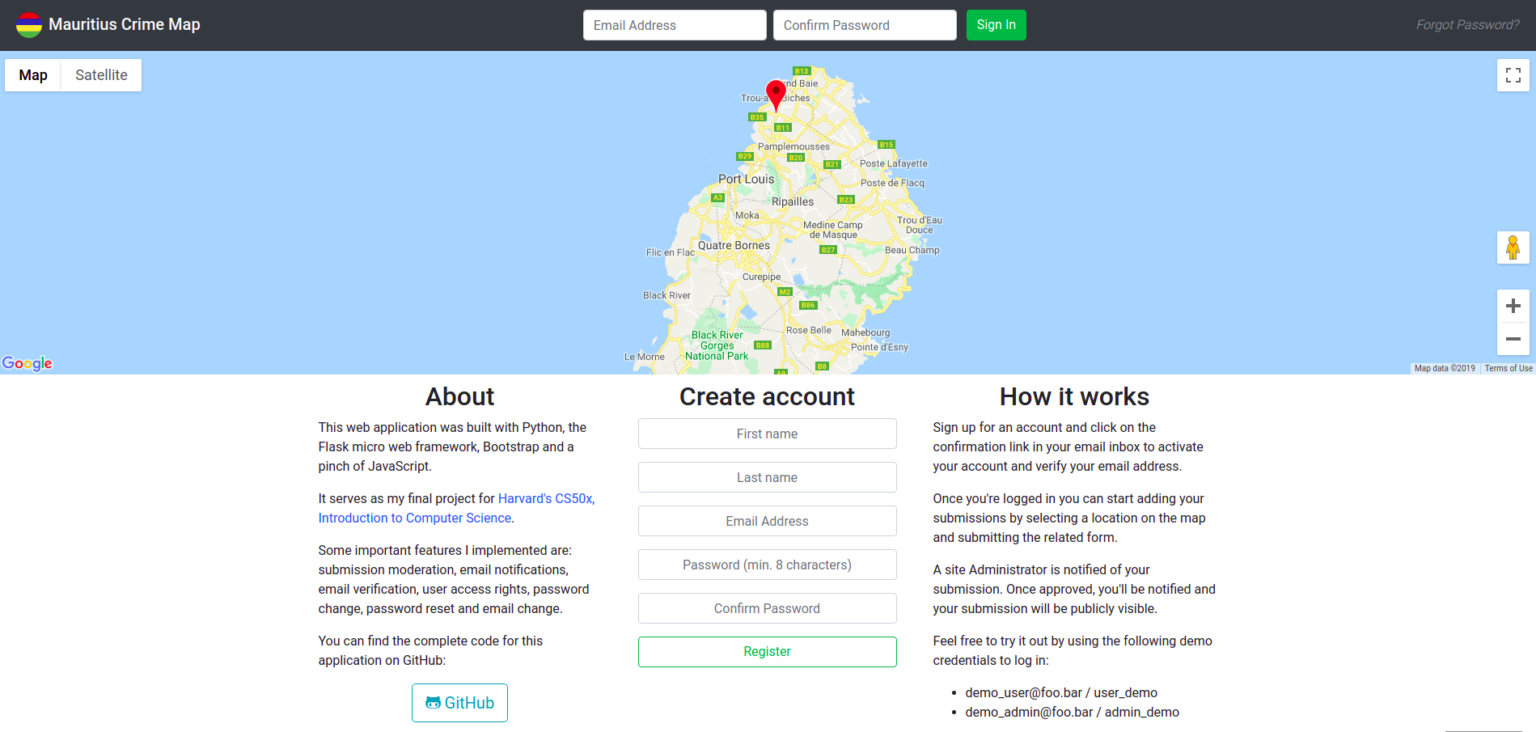 Mauritius Crime Map
Email Address
Confirm Password
Sign In
Forgot Password?
Map
Satellite
B13
nd Baie
Trou-a
Biches
B35
B11
Pamplemousses
B15
B29
B20
B21
Poste Lafayette
Port Louis
Poste de Flacq
A3
Ripailles
B23
Moka
Medine Camp
de Masque
Trou d'Eau
Douce
Flic en Flac
Quatre Bornes
B27
Beau Champ
Curepipe
Black River
M2
B86
Rose Belle
Mahebourg
Black River
Gorges
National Park
B88
Pointe d'Esny
Le Morne
B8
Google
Map data ©2019
Terms of Use
About
This web application was built with Python, the
Flask micro web framework, Bootstrap and a
pinch of JavaScript.
It serves as my final project for Harvard's CS50x,
Introduction to Computer Science.
Some important features I implemented are:
submission moderation, email notifications,
email verification, user access rights, password
change, password reset and email change.
You can find the complete code for this
application on GitHub:
GitHub
Create account
First name
Last name
Email Address
Password (min. 8 characters)
Confirm Password
Register
How it works
Sign up for an account and click on the
confirmation link in your email inbox to activate
your account and verify your email address.
Once you're logged in you can start adding your
submissions by selecting a location on the map
and submitting the related form.
A site Administrator is notified of your
submission. Once approved, you'll be notified and
your submission will be publicly visible.
Feel free to try it out by using the following demo
credentials to log in:
• demo_user@foo.bar / user_demo
• demo_admin@foo.bar / admin_demo